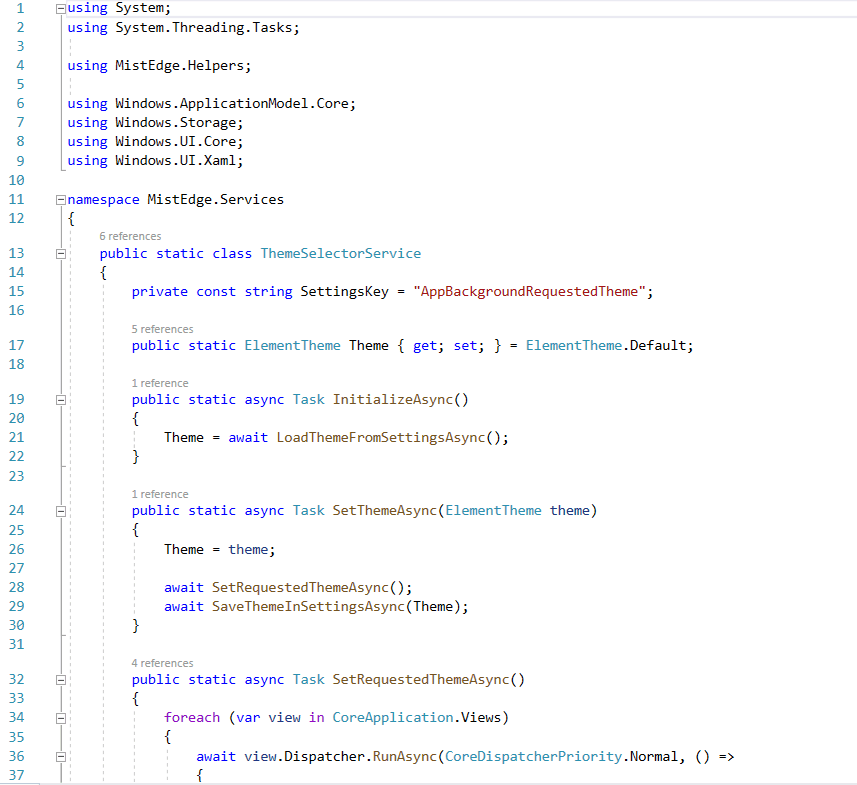 1 using System;
2 using System.Threading.Tasks;
3
4 using MistEdge.Helpers;
5
6 using Windows.ApplicationModel.Core;
7 using Windows.Storage;
8 using Windows.UI.Core;
9 using Windows.UI.Xaml;
10
11 namespace MistEdge.Services
12 {
6 references
13 public static class ThemeSelectorService
14 {
15 private const string SettingsKey = "AppBackgroundRequestedTheme";
16
5 references
17 public static ElementTheme Theme { get; set; } = ElementTheme.Default;
18
1 reference
19 public static async Task InitializeAsync()
20 {
21 Theme = await LoadThemeFromSettingsAsync();
22 }
23
1 reference
24 public static async Task SetThemeAsync(ElementTheme theme)
25 {
26 Theme = theme;
27
28 await SetRequestedThemeAsync();
29 await SaveThemeInSettingsAsync(Theme);
30 }
31
4 references
32 public static async Task SetRequestedThemeAsync()
33 {
34 foreach (var view in CoreApplication.Views)
35 {
36 await view.Dispatcher.RunAsync(CoreDispatcherPriority.Normal, () =>
37 {